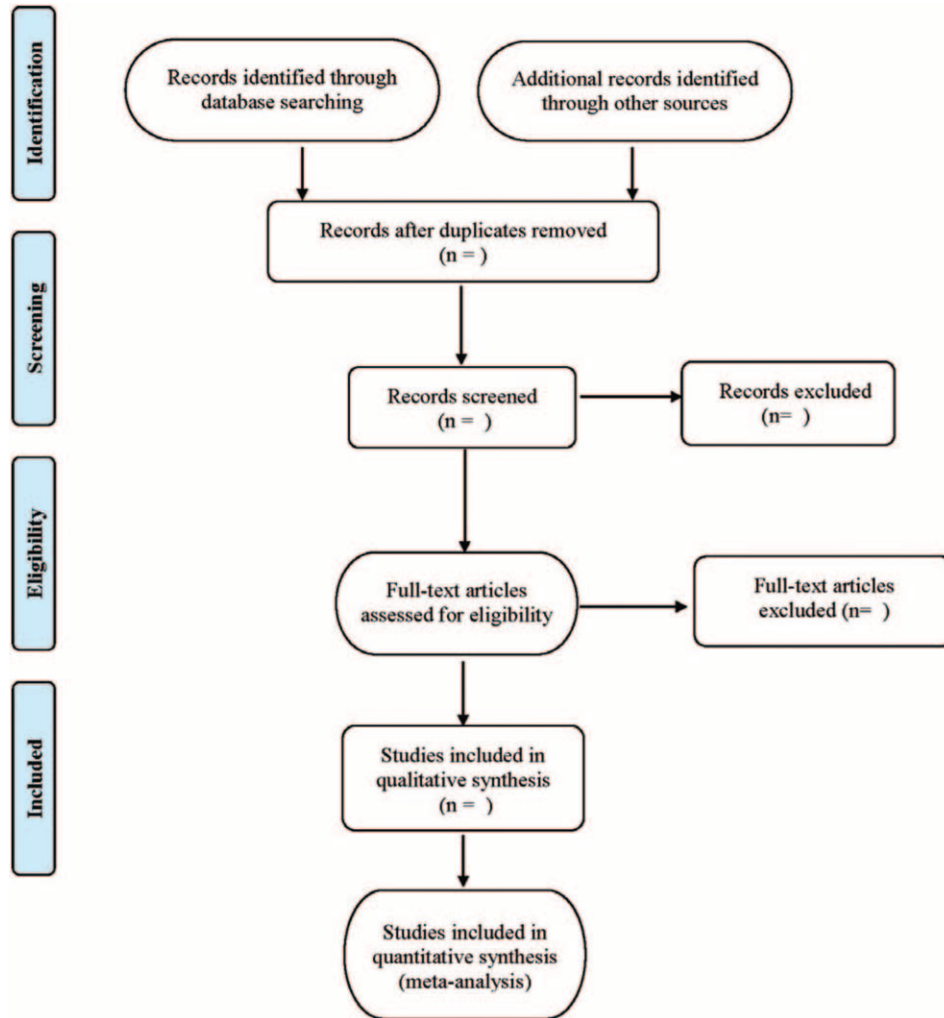 Identification
Records identified through
database searching
Additional records identified
through other sources
Records after duplicates removed
(n = )
Screening
Records screened
(n = )
Records excluded
(n= )
Eligibility
Full-text articles
assessed for eligibility
Full-text articles
excluded (n= )
Included
Studies included in
qualitative synthesis
(n = )
Studies included in
quantitative synthesis
(meta-analysis)